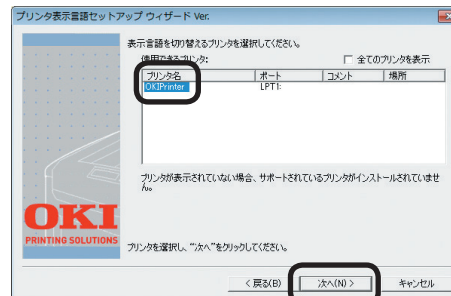 プリンタ表示言語セットアップ ウィザード Ver.
表示言語を切り替えるプリンタを選択してください。
使用できるプリンタ:
全てのプリンタを表示
プリンタ名 ポート コメント 場所
OKIPrinter LPT1:
プリンタが表示されていない場合、サポートされているプリンタがインストールされていませ
ん。
OKI
PRINTING SOLUTIONS
プリンタを選択し、"次へ"をクリックしてください。
< 戻る(B) 次へ(N) > キャンセル